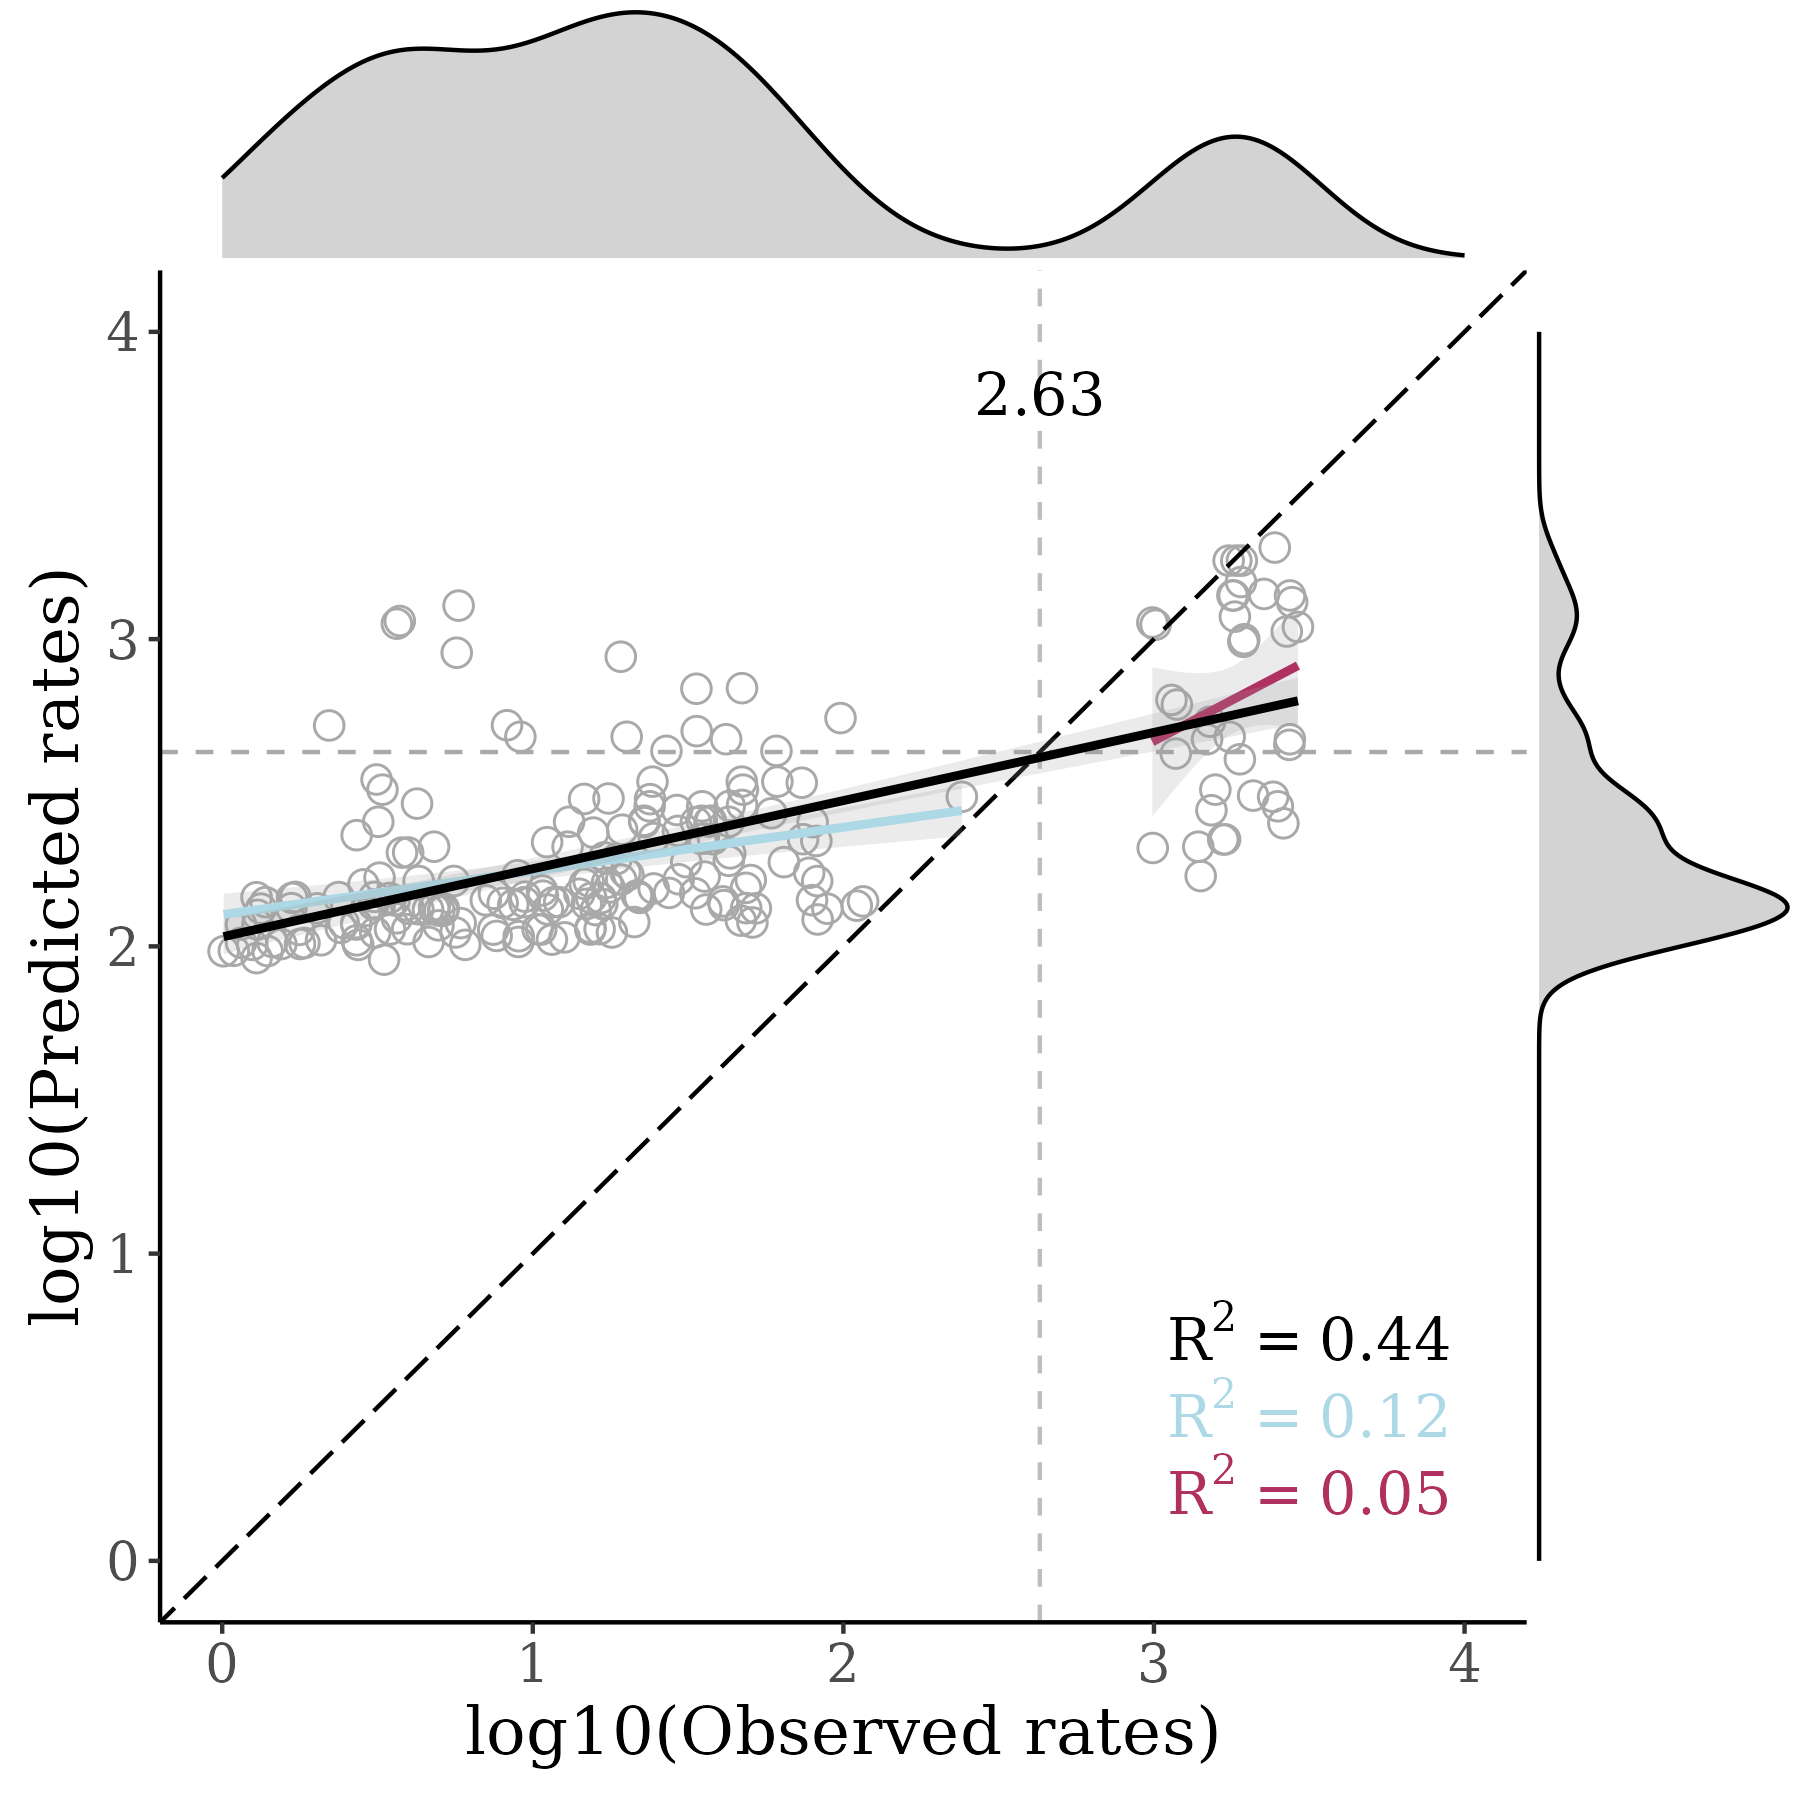 4
2.63
3
2
1
0
log10(Predicted rates)
R² = 0.44
R² = 0.12
R² = 0.05
0 1 2 3 4
log10(Observed rates)